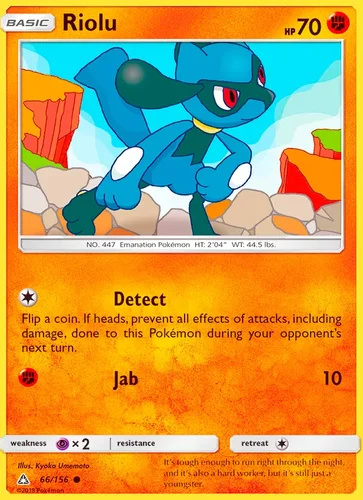 BASIC Riolu HP 70
NO. 447 Emanation Pokémon HT: 2'04" WT: 44.5 lbs.
Detect
Flip a coin. If heads, prevent all effects of attacks, including
damage, done to this Pokémon during your opponent's
next turn.
Jab 10
weakness ×2 resistance retreat
Illus. Kyoko Umemoto
66/156
©2018 Pokémon
It's tough enough to run right through the night,
and it's also a hard worker, but it's still just a
youngster.